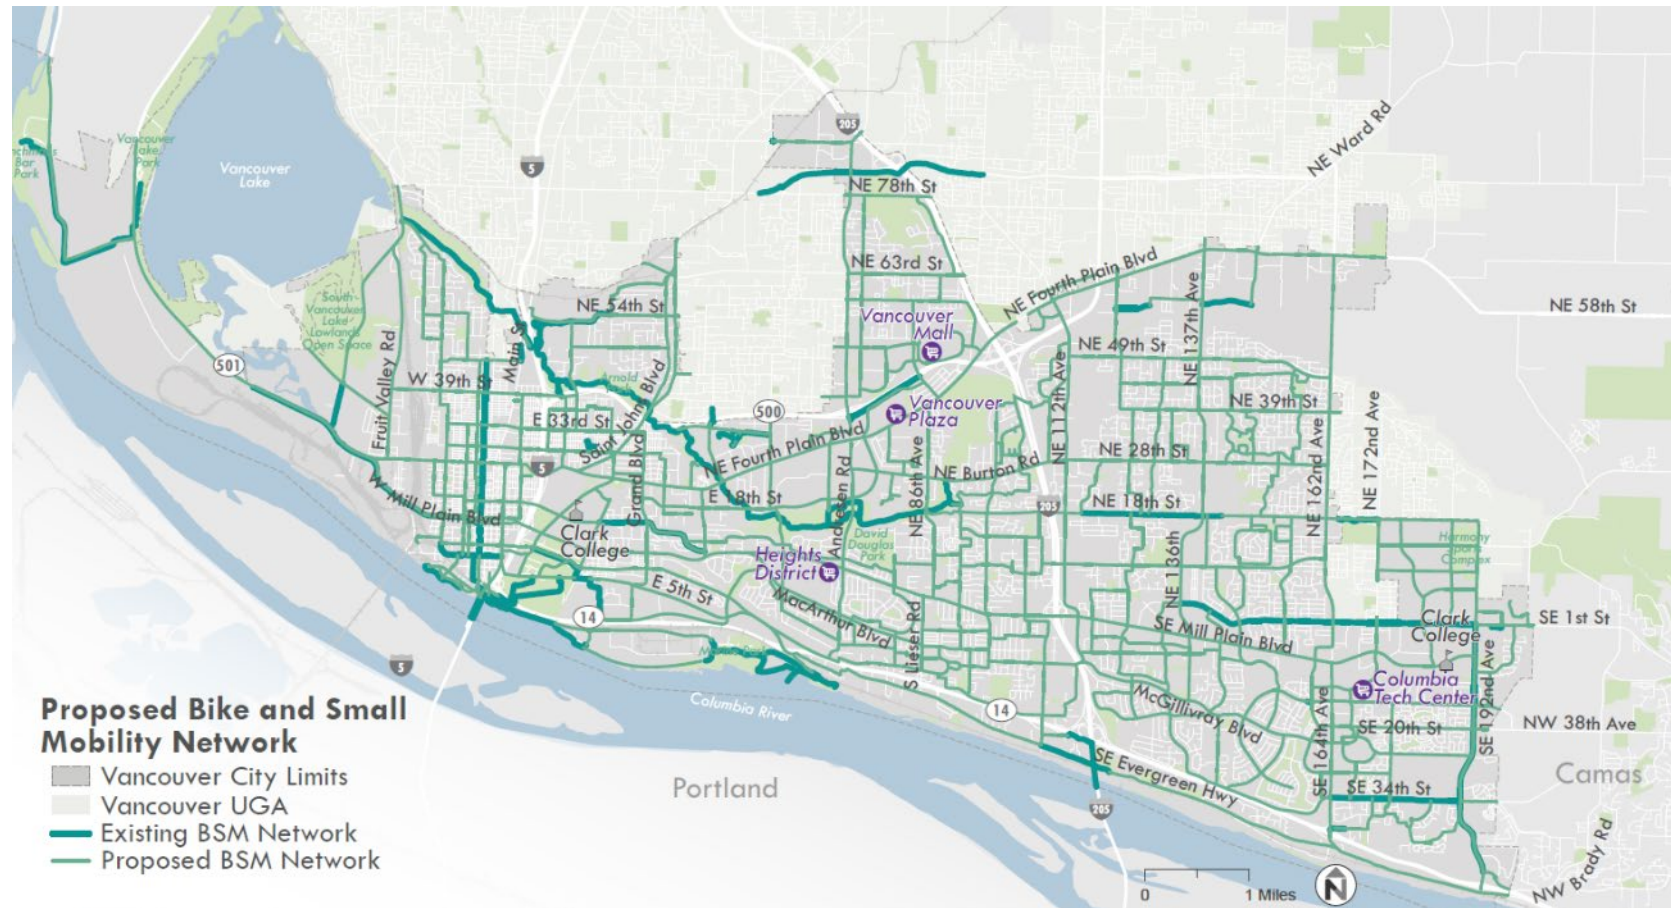 NE Ward Rd
205
Vancouver
Lake
Park
5
Vancouver
Lake
Bar
Park
NE 78th St
NE 63rd St
NE Fourth Plain Blvd
NE 137th Ave
NE 58th St
South
Vancouver
Lake
Lowlands
Open Space
NE 54th St
Vancouver
Mall
Main St
NE 49th St
501
Fruit Valley Rd
W 39th St
Arnold
Saint Johns Blvd
NE 112th Ave
NE 39th St
NE 172nd Ave
500
Vancouver
Plaza
E 33rd St
NE Fourth Plain Blvd
NE 28th St
NE 162nd Ave
5
Grand Blvd
NE Burton Rd
NE 86th Ave
Andresen Rd
W Mill Plain Blvd
E 18th St
205
NE 18th St
Clark
College
David
Douglas
Park
NE 136th
Harmony
Sports
Complex
Heights
District
E 5th St
MacArthur Blvd
14
S Lieser Rd
SE Mill Plain Blvd
Clark
College
SE 1st St
5
Marine Park
Columbia River
14
McGillivray Blvd
SE 164th Ave
Columbia
Tech Center
SE 192nd Ave
SE 20th St
NW 38th Ave
SE Evergreen Hwy
SE 34th St
Portland
Camas
205
NW Brady Rd
Proposed Bike and Small
Mobility Network
Vancouver City Limits
Vancouver UGA
Existing BSM Network
Proposed BSM Network
0 1 Miles
N